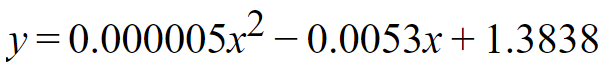 y = 0.000005x² − 0.0053x + 1.3838